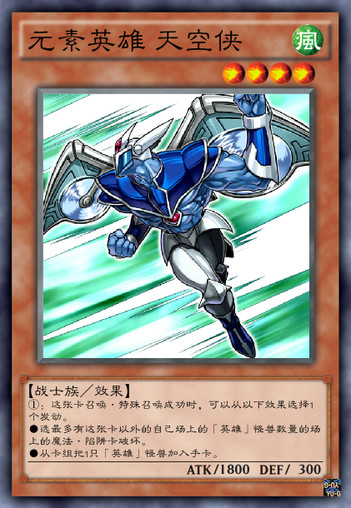 元素英雄 天空侠
風
【战士族／效果】
①：这张卡召唤·特殊召唤成功时，可以从以下效果选择1
个发动。
●选最多有这张卡以外的自己场上的「英雄」怪兽数量的场
上的魔法·陷阱卡破坏。
●从卡组把1只「英雄」怪兽加入手卡。
ATK/1800 DEF/ 300